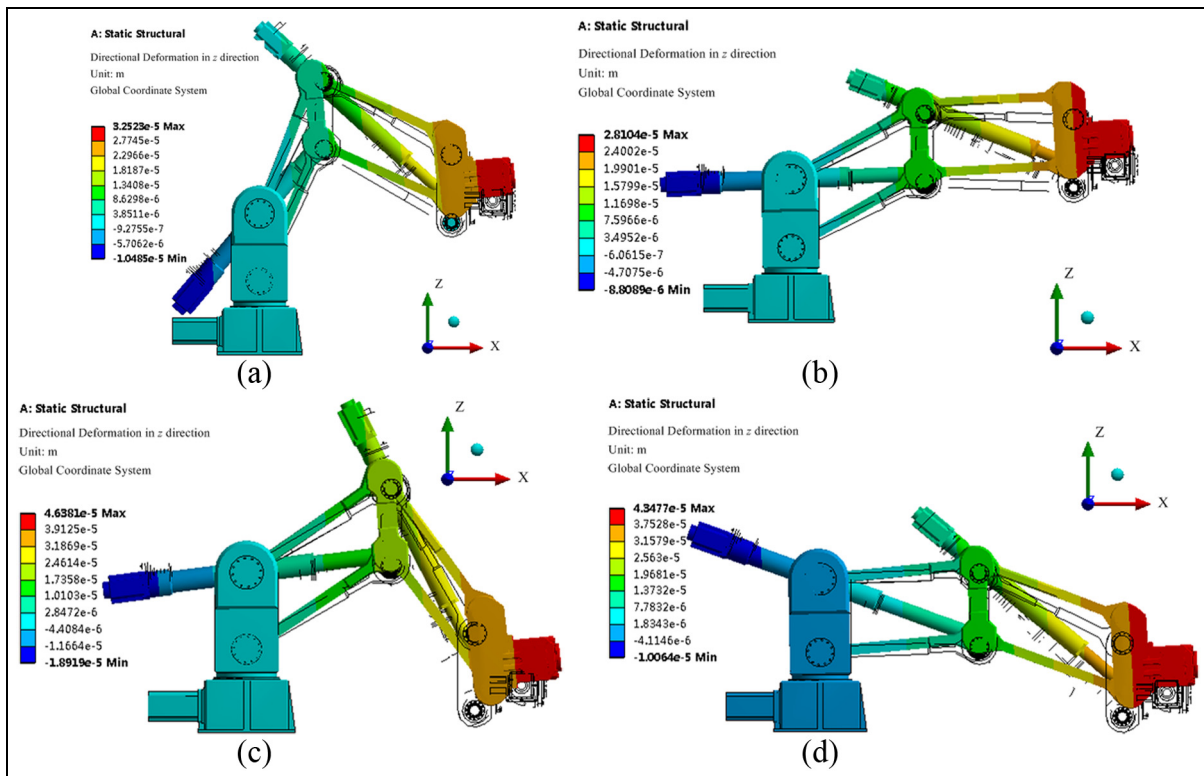 A: Static Structural
Directional Deformation in z direction
Unit: m
Global Coordinate System
3.2523e-5 Max
2.7745e-5
2.2966e-5
1.8187e-5
1.3408e-5
8.6298e-6
3.8511e-6
-9.2755e-7
-5.7062e-6
-1.0485e-5 Min
Z
X
(a)
A: Static Structural
Directional Deformation in z direction
Unit: m
Global Coordinate System
2.8104e-5 Max
2.4002e-5
1.9901e-5
1.5799e-5
1.1698e-5
7.5966e-6
3.4952e-6
-6.0615e-7
-4.7075e-6
-8.8089e-6 Min
Z
X
(b)
A: Static Structural
Directional Deformation in z direction
Unit: m
Global Coordinate System
4.6381e-5 Max
3.9125e-5
3.1869e-5
2.4614e-5
1.7358e-5
1.0103e-5
2.8472e-6
-4.4084e-6
-1.1664e-5
-1.8919e-5 Min
Z
X
(c)
A: Static Structural
Directional Deformation in z direction
Unit: m
Global Coordinate System
4.3477e-5 Max
3.7528e-5
3.1579e-5
2.563e-5
1.9681e-5
1.3732e-5
7.7832e-6
1.8343e-6
-4.1146e-6
-1.0064e-5 Min
Z
X
(d)